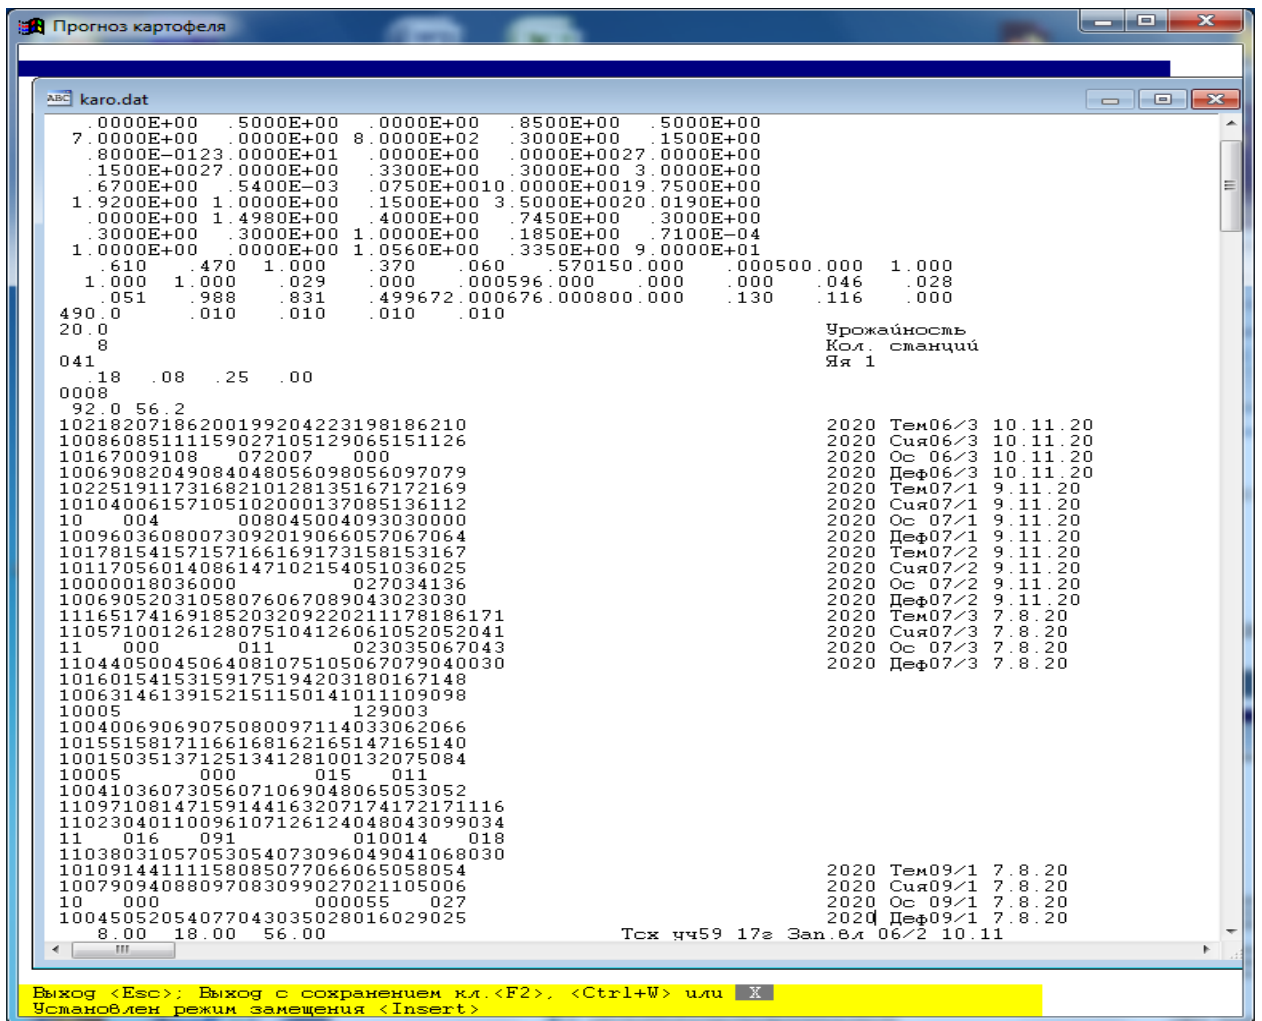 Прогноз картофеля
ABC karo.dat
.0000E+00 .5000E+00 .0000E+00 .8500E+00 .5000E+00
7.0000E+00 .0000E+00 8.0000E+02 .3000E+00 .1500E+00
.8000E-0123.0000E+01 .0000E+00 .0000E+0027.0000E+00
.1500E+0027.0000E+00 .3300E+00 .3000E+00 3.0000E+00
.6700E+00 .5400E-03 .0750E+0010.0000E+0019.7500E+00
1.9200E+00 1.0000E+00 .1500E+00 3.5000E+0020.0190E+00
.0000E+00 1.4980E+00 .4000E+00 .7450E+00 .3000E+00
.3000E+00 .3000E+00 1.0000E+00 .1850E+00 .7100E-04
1.0000E+00 .0000E+00 1.0560E+00 .3350E+00 9.0000E+01
.610 .470 1.000 .370 .060 .570150.000 .000500.000 1.000
1.000 1.000 .029 .000 .000596.000 .000 .000 .046 .028
.051 .988 .831 .499672.000676.000800.000 .130 .116 .000
490.0 .010 .010 .010 .010
20.0 Урожайность
8 Кол. станций
041 Яя 1
.18 .08 .25 .00
0008
92.0 56.2
10218207186200199204223198186210 2020 Тем06/3 10.11.20
10086085111159027105129065151126 2020 Сия06/3 10.11.20
10167009108 072007 000 2020 Ос 06/3 10.11.20
10069082049084048056098056097079 2020 Деф06/3 10.11.20
10225191173168210128135167172169 2020 Тем07/1 9.11.20
10104006157105102000137085136112 2020 Сия07/1 9.11.20
10 004 008045004093030000 2020 Ос 07/1 9.11.20
10096036080073092019066057067064 2020 Деф07/1 9.11.20
10178154157157166169173158153167 2020 Тем07/2 9.11.20
10117056014086147102154051036025 2020 Сия07/2 9.11.20
10000018036000 027034136 2020 Ос 07/2 9.11.20
10069052031058076067089043023030 2020 Деф07/2 9.11.20
11165174169185203209220211178186171 2020 Тем07/3 7.8.20
11057100126128075104126061052052041 2020 Сия07/3 7.8.20
11 000 011 023035067043 2020 Ос 07/3 7.8.20
11044050045064081075105067079040030 2020 Деф07/3 7.8.20
10160154153159175194203180167148
10063146139152151150141011109098
10005 129003
10040069069075080097114033062066
10155158171166168162165147165140
10015035137125134128100132075084
10005 000 015 011
10041036073056071069048065053052
11097108147159144163207174172171116
11023040110096107126124048043099034
11 016 091 010014 018
11038031057053054073096049041068030
10109144111158085077066065058054 2020 Тем09/1 7.8.20
10079094088097083099027021105006 2020 Сия09/1 7.8.20
10 000 000055 027 2020 Ос 09/1 7.8.20
10045052054077043035028016029025 2020 Деф09/1 7.8.20
8.00 18.00 56.00 Тсх уч59 17г Зап.вл 06/2 10.11
Выход <Esc>; Выход с сохранением кл.<F2>, <Ctrl+W> или X
Установлен режим замещения <Insert>